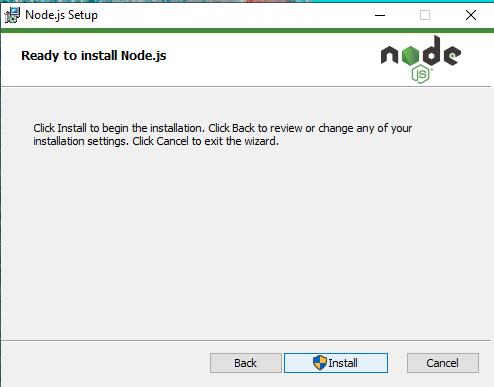 Node.js Setup
Ready to install Node.js
node
JS
Click Install to begin the installation. Click Back to review or change any of your
installation settings. Click Cancel to exit the wizard.
Back
Install
Cancel